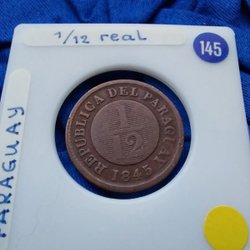 1/12 real
145
PARAGUAY
REPUBLICA DEL PARAGUAY
1/12
1845